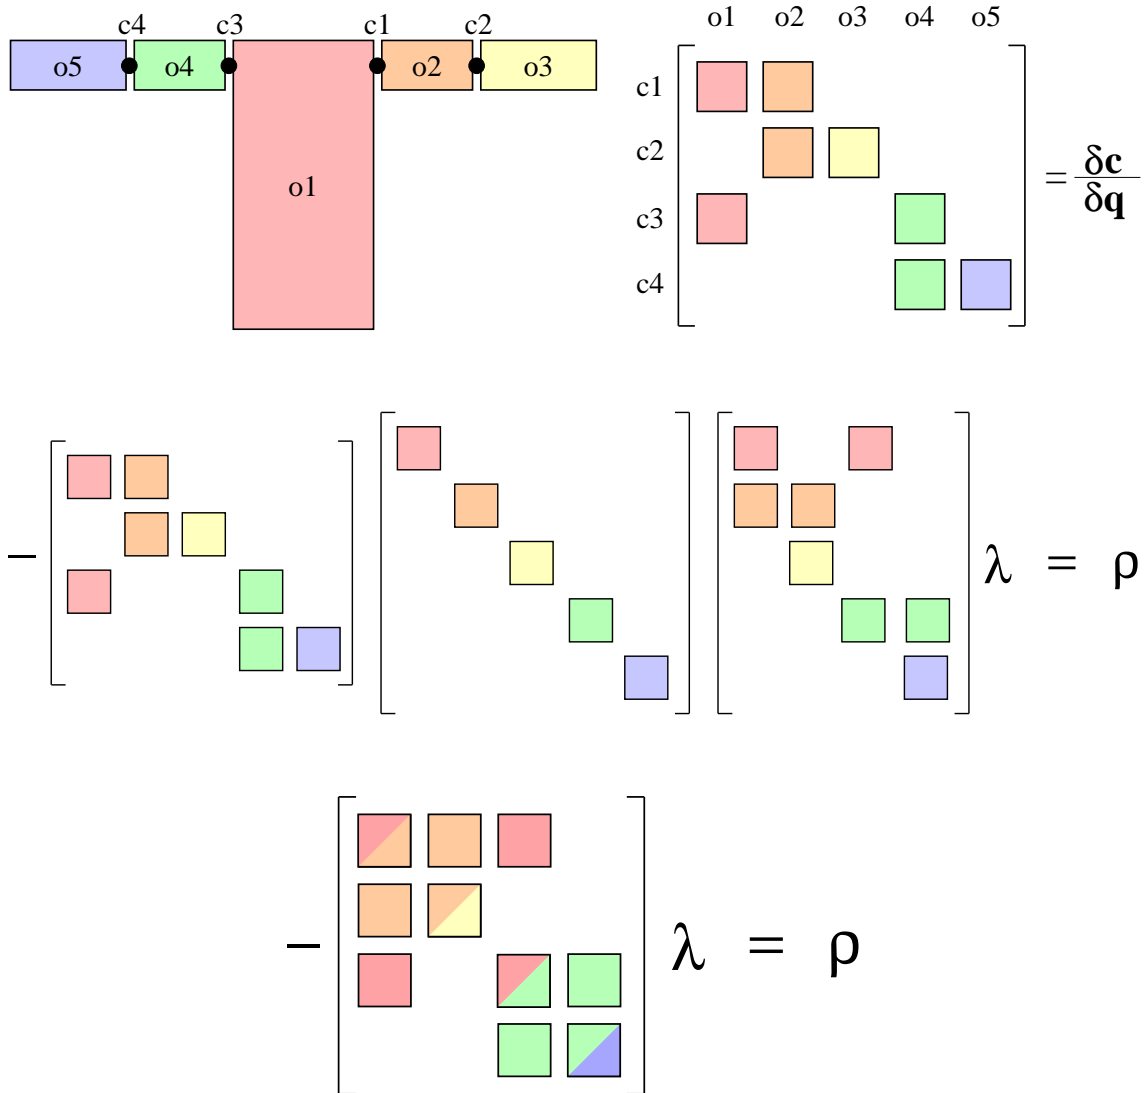 c4 c3 c1 c2
o5 o4 o2 o3
o1
o1 o2 o3 o4 o5
c1
c2
c3
c4
= δc
δq
− λ = ρ
− λ = ρ